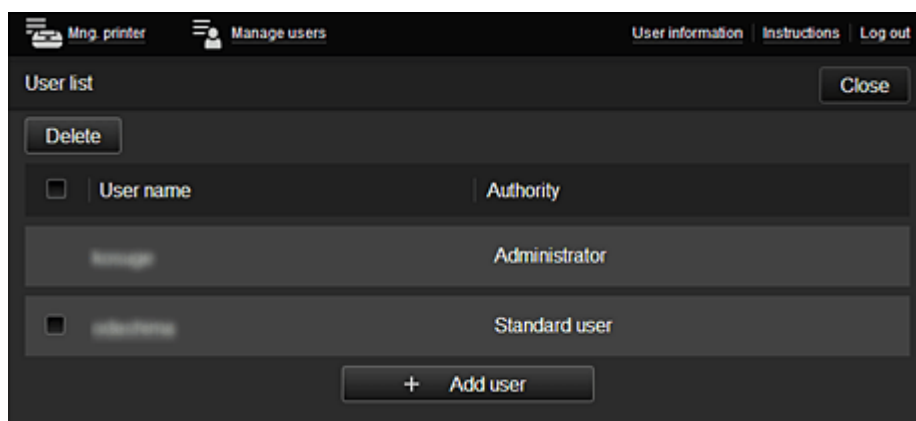 Mng. printer Manage users User information Instructions Log out
User list Close
Delete
User name Authority
Administrator
Standard user
+ Add user